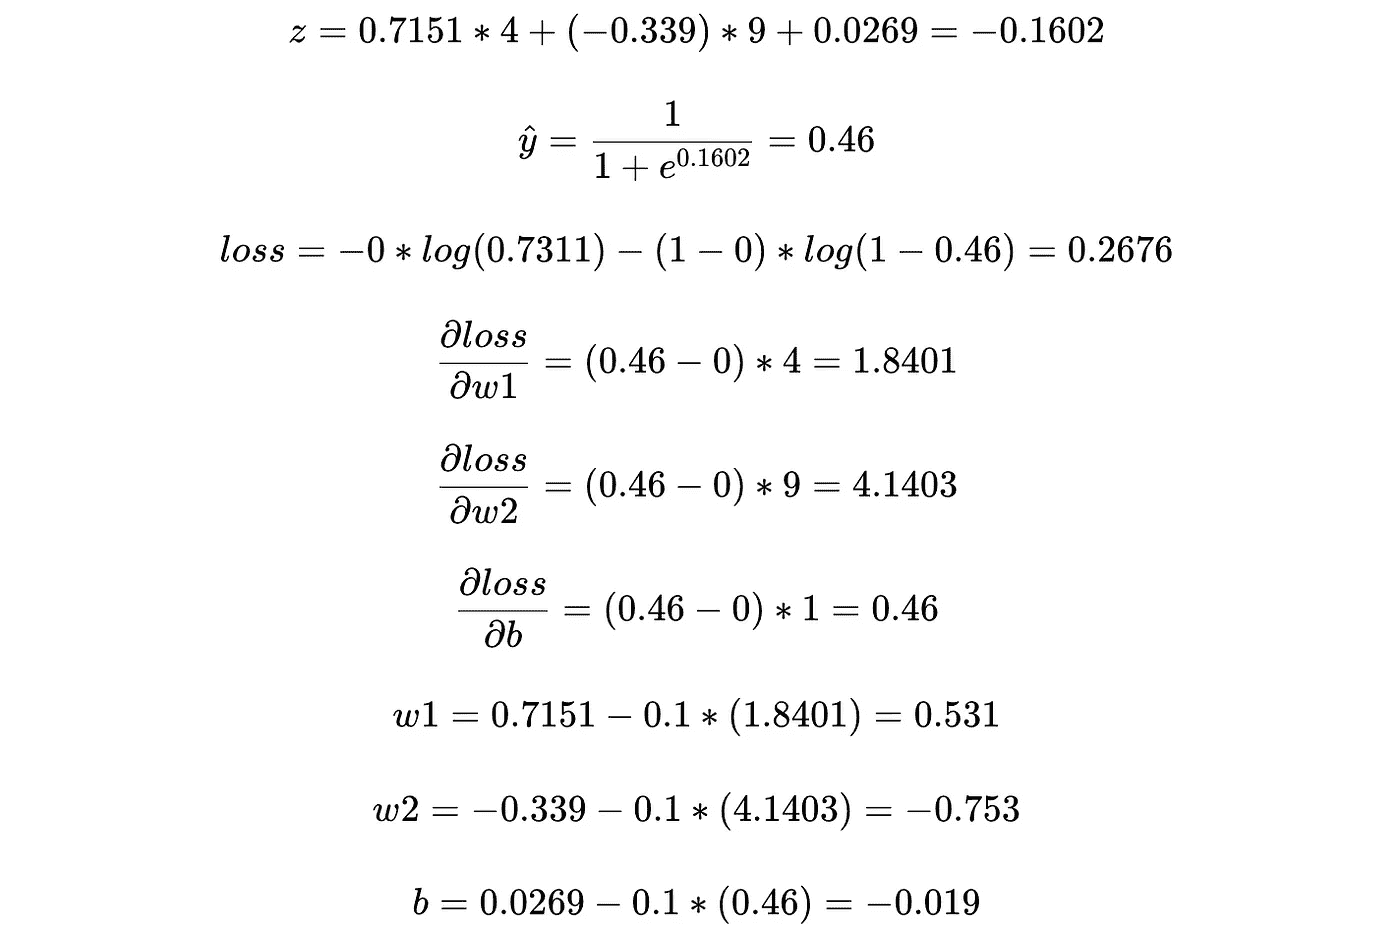 z = 0.7151 ∗ 4 + (−0.339) ∗ 9 + 0.0269 = −0.1602
ŷ = 1 / (1 + e^0.1602) = 0.46
loss = −0 ∗ log(0.7311) − (1 − 0) ∗ log(1 − 0.46) = 0.2676
∂loss / ∂w1 = (0.46 − 0) ∗ 4 = 1.8401
∂loss / ∂w2 = (0.46 − 0) ∗ 9 = 4.1403
∂loss / ∂b = (0.46 − 0) ∗ 1 = 0.46
w1 = 0.7151 − 0.1 ∗ (1.8401) = 0.531
w2 = −0.339 − 0.1 ∗ (4.1403) = −0.753
b = 0.0269 − 0.1 ∗ (0.46) = −0.019